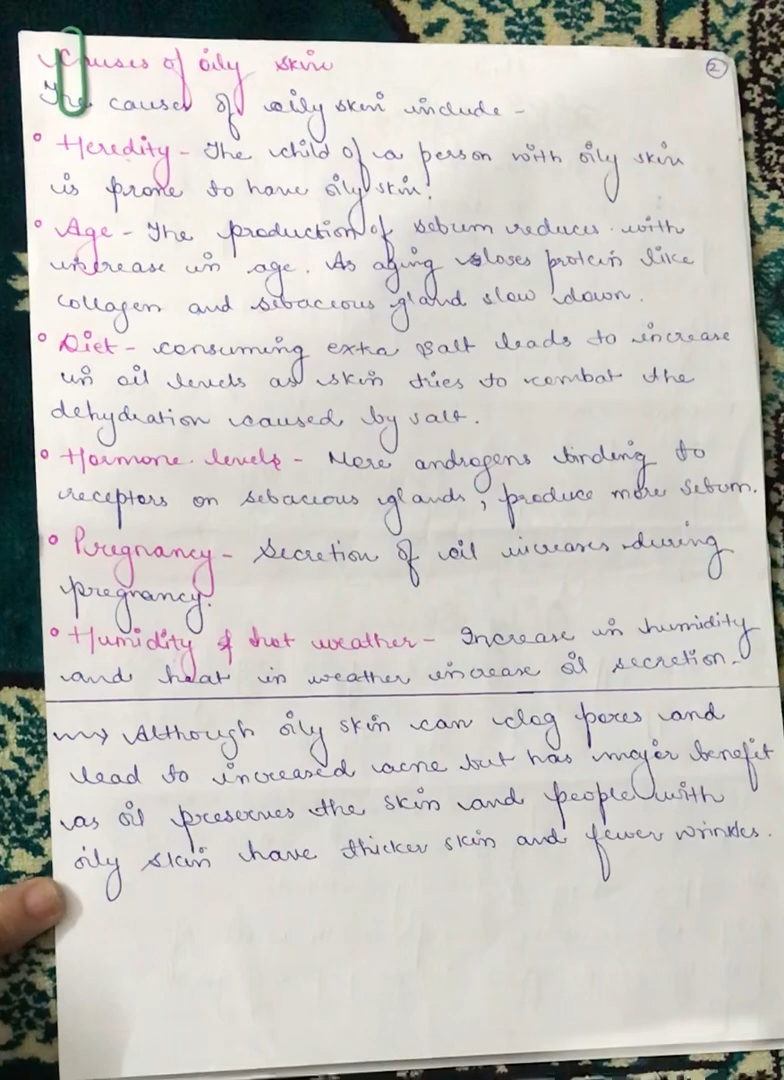 Causes of oily skin
2
The causes of oily skin include -
° Heredity - The child of a person with oily skin
is prone to have oily skin.
° Age - The production of sebum reduces with
increase in age. As aging loses protein like
collagen and sebaceous gland slow down.
° Diet - consuming extra salt leads to increase
in oil levels as skin tries to combat the
dehydration caused by salt.
° Hormone levels - More androgens binding to
receptors on sebaceous glands, produce more sebum.
° Pregnancy - Secretion of oil increases during
pregnancy.
° Humidity & hot weather - Increase in humidity
and heat in weather increase oil secretion.
Although oily skin can clog pores and
lead to increased acne but has major benefit
as oil preserves the skin and people with
oily skin have thicker skin and fewer wrinkles.